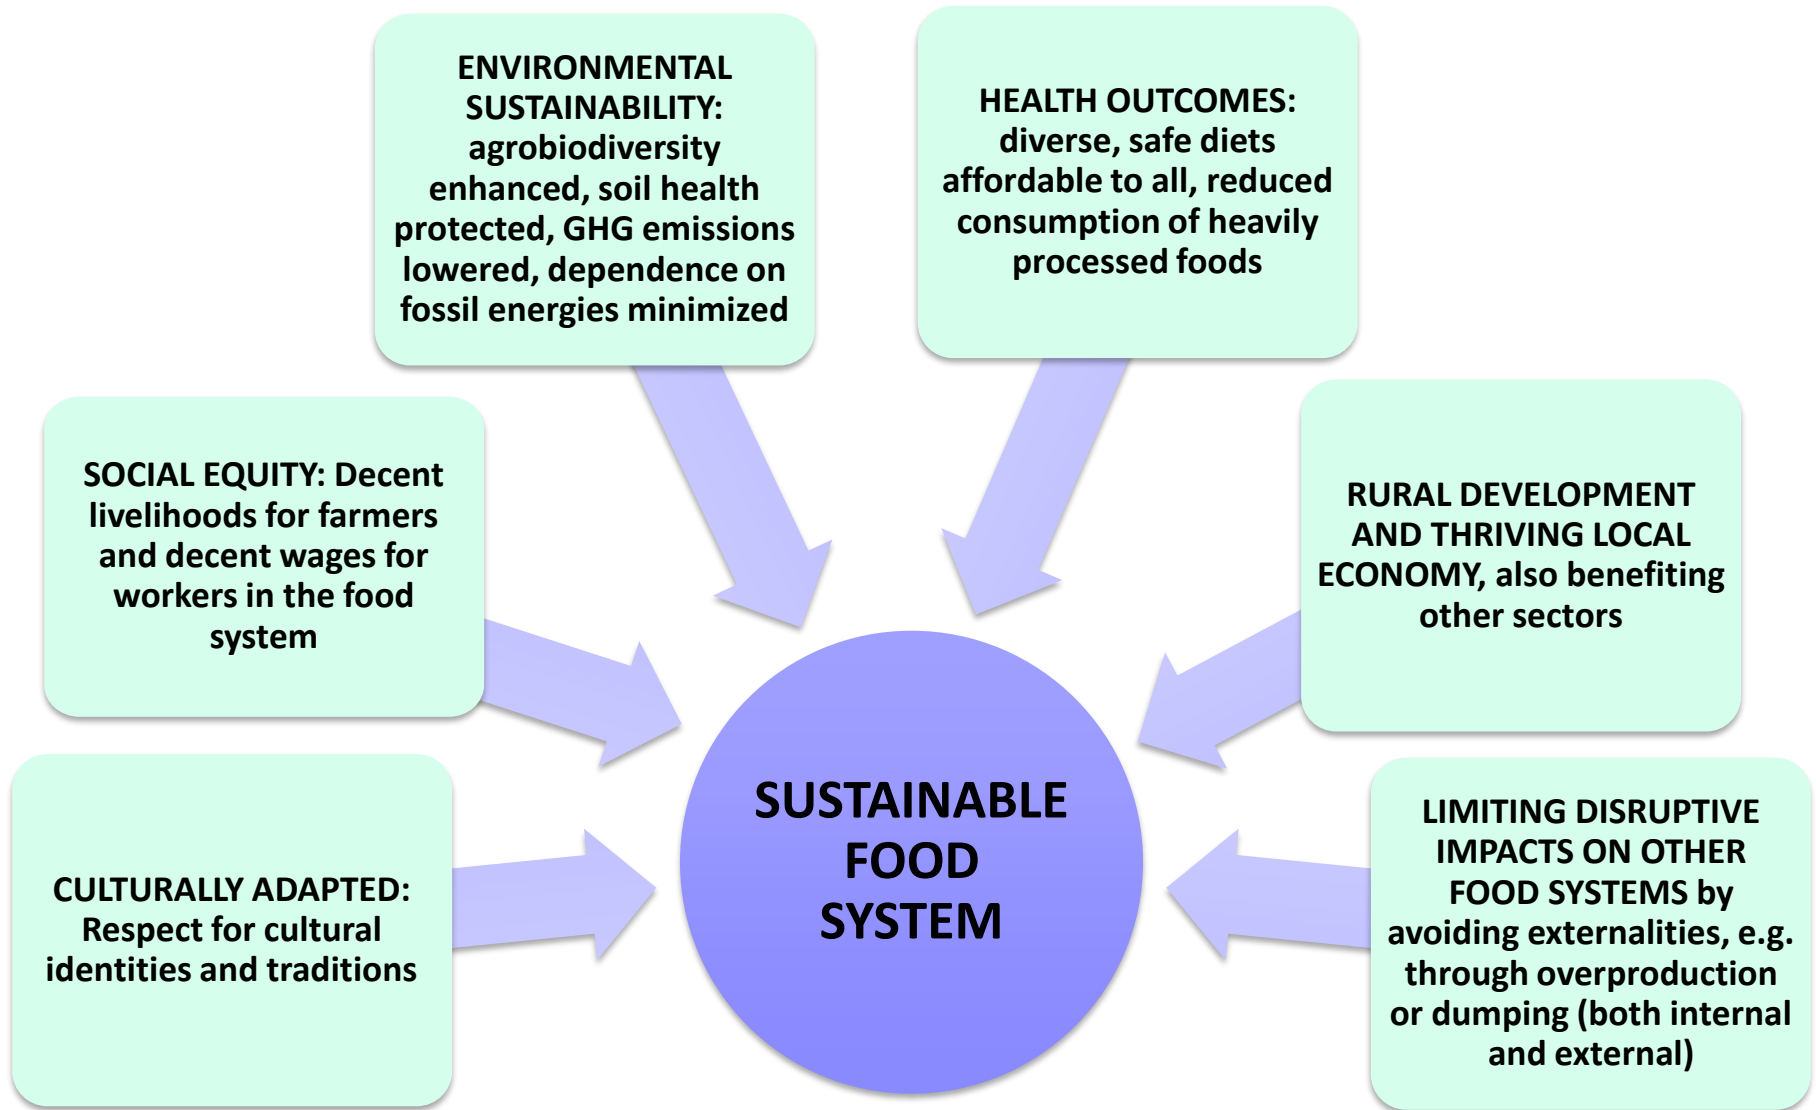 ENVIRONMENTAL
SUSTAINABILITY:
agrobiodiversity
enhanced, soil health
protected, GHG emissions
lowered, dependence on
fossil energies minimized
HEALTH OUTCOMES:
diverse, safe diets
affordable to all, reduced
consumption of heavily
processed foods
SOCIAL EQUITY: Decent
livelihoods for farmers
and decent wages for
workers in the food
system
RURAL DEVELOPMENT
AND THRIVING LOCAL
ECONOMY, also benefiting
other sectors
CULTURALLY ADAPTED:
Respect for cultural
identities and traditions
SUSTAINABLE
FOOD
SYSTEM
LIMITING DISRUPTIVE
IMPACTS ON OTHER
FOOD SYSTEMS by
avoiding externalities, e.g.
through overproduction
or dumping (both internal
and external)